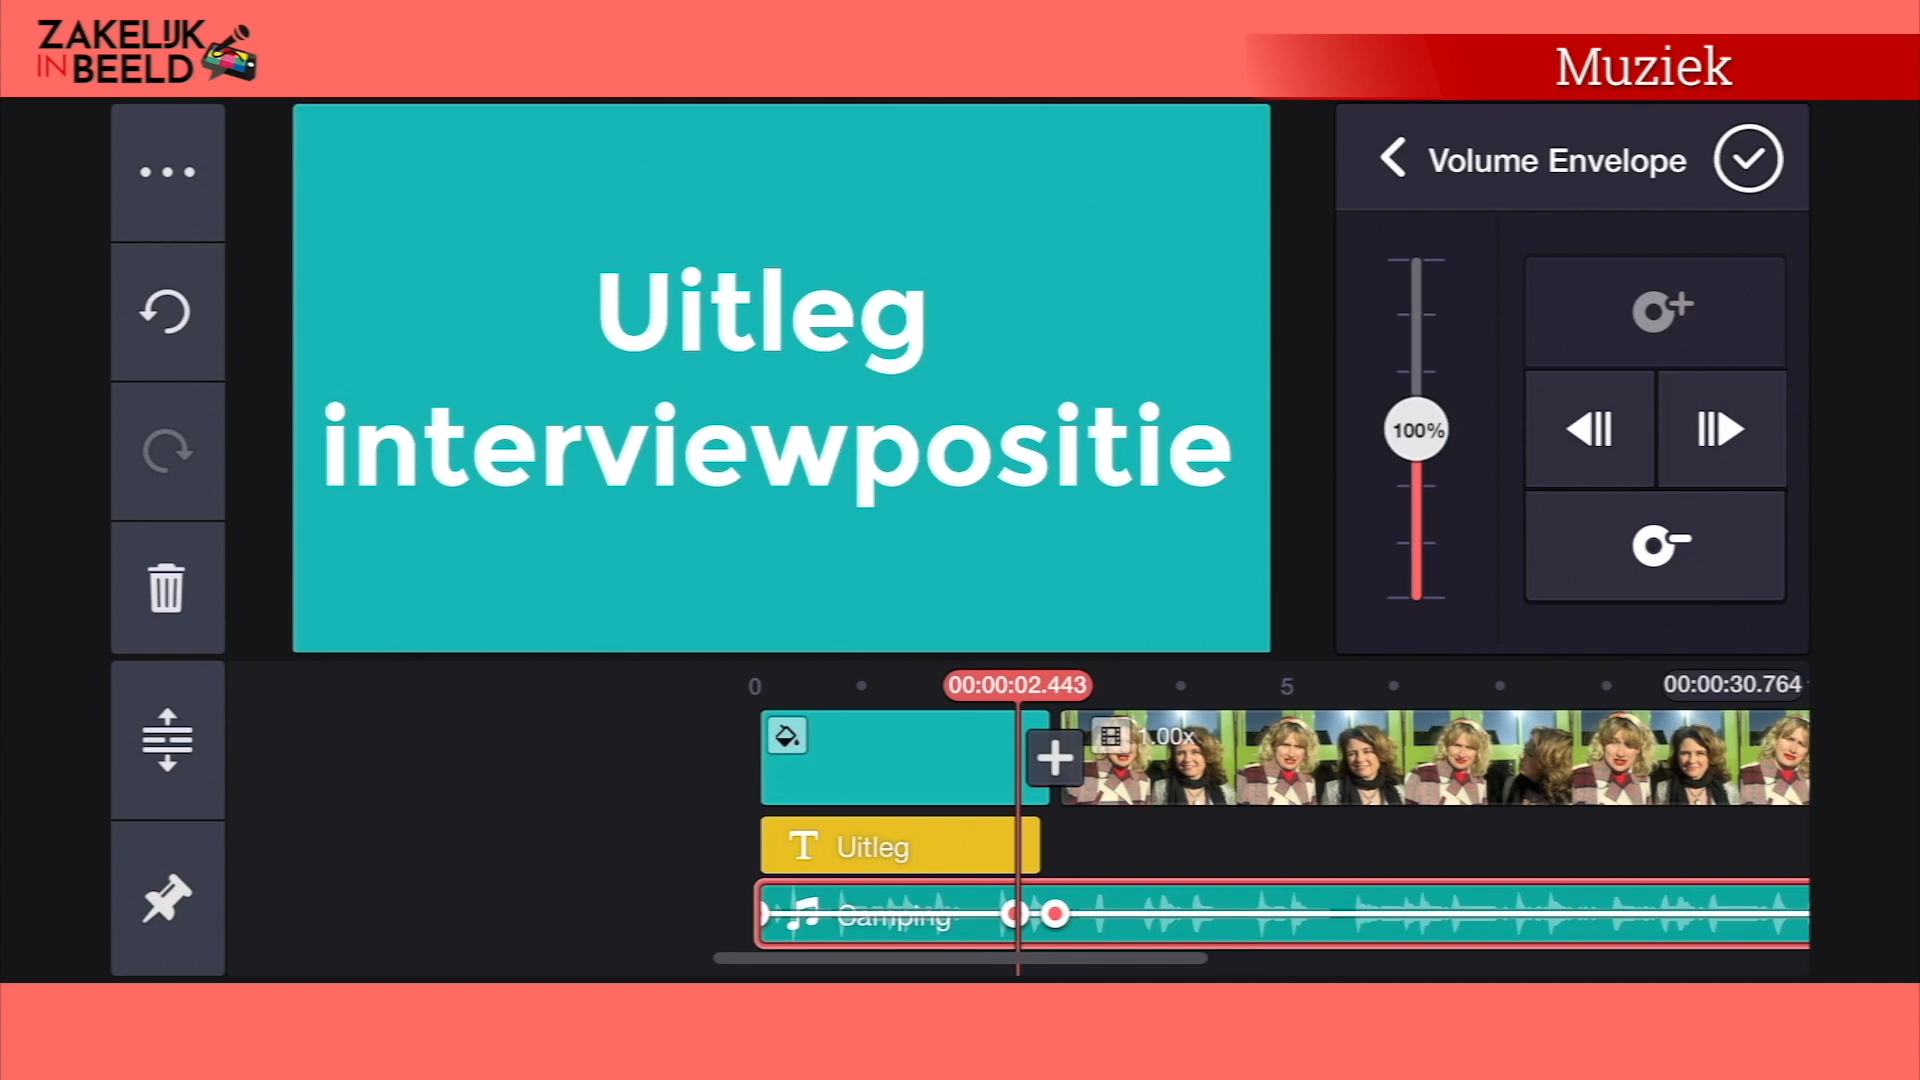 ZAKELIJK
IN BEELD
Muziek
Volume Envelope
Uitleg
interviewpositie
100%
0
00:00:02.443
5
00:00:30.764
1.00x
T Uitleg
Camping